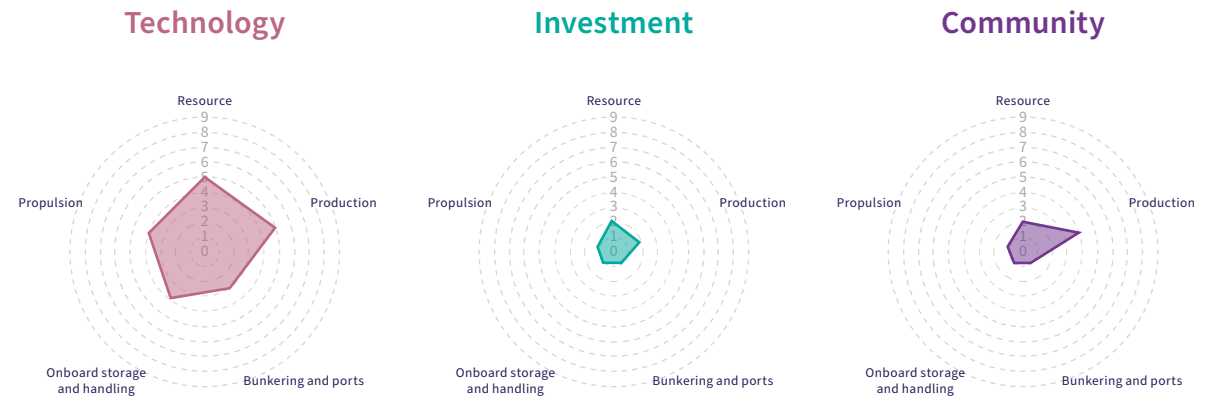 Technology
Resource
9
8
7
6
5
4
3
2
1
0
Propulsion
Production
Onboard storage
and handling
Bunkering and ports
Investment
Resource
9
8
7
6
5
4
3
2
1
0
Propulsion
Production
Onboard storage
and handling
Bunkering and ports
Community
Resource
9
8
7
6
5
4
3
2
1
0
Propulsion
Production
Onboard storage
and handling
Bunkering and ports